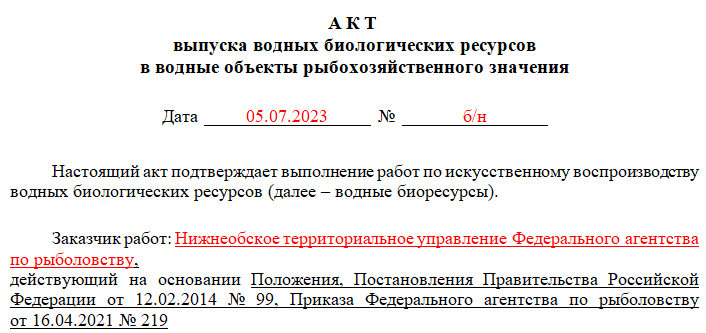 А К Т
выпуска водных биологических ресурсов
в водные объекты рыбохозяйственного значения
Дата 05.07.2023 № б/н
Настоящий акт подтверждает выполнение работ по искусственному воспроизводству
водных биологических ресурсов (далее – водные биоресурсы).
Заказчик работ: Нижнеобское территориальное управление Федерального агентства
по рыболовству,
действующий на основании Положения, Постановления Правительства Российской
Федерации от 12.02.2014 № 99, Приказа Федерального агентства по рыболовству
от 16.04.2021 № 219